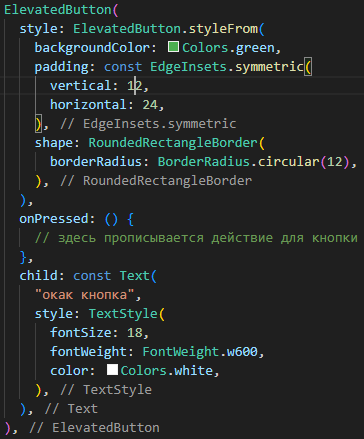 ElevatedButton(
  style: ElevatedButton.styleFrom(
    backgroundColor: Colors.green,
    padding: const EdgeInsets.symmetric(
      vertical: 12,
      horizontal: 24,
    ), // EdgeInsets.symmetric
    shape: RoundedRectangleBorder(
      borderRadius: BorderRadius.circular(12),
    ), // RoundedRectangleBorder
  ),
  onPressed: () {
    // здесь прописывается действие для кнопки
  },
  child: const Text(
    "окак кнопка",
    style: TextStyle(
      fontSize: 18,
      fontWeight: FontWeight.w600,
      color: Colors.white,
    ), // TextStyle
  ), // Text
), // ElevatedButton